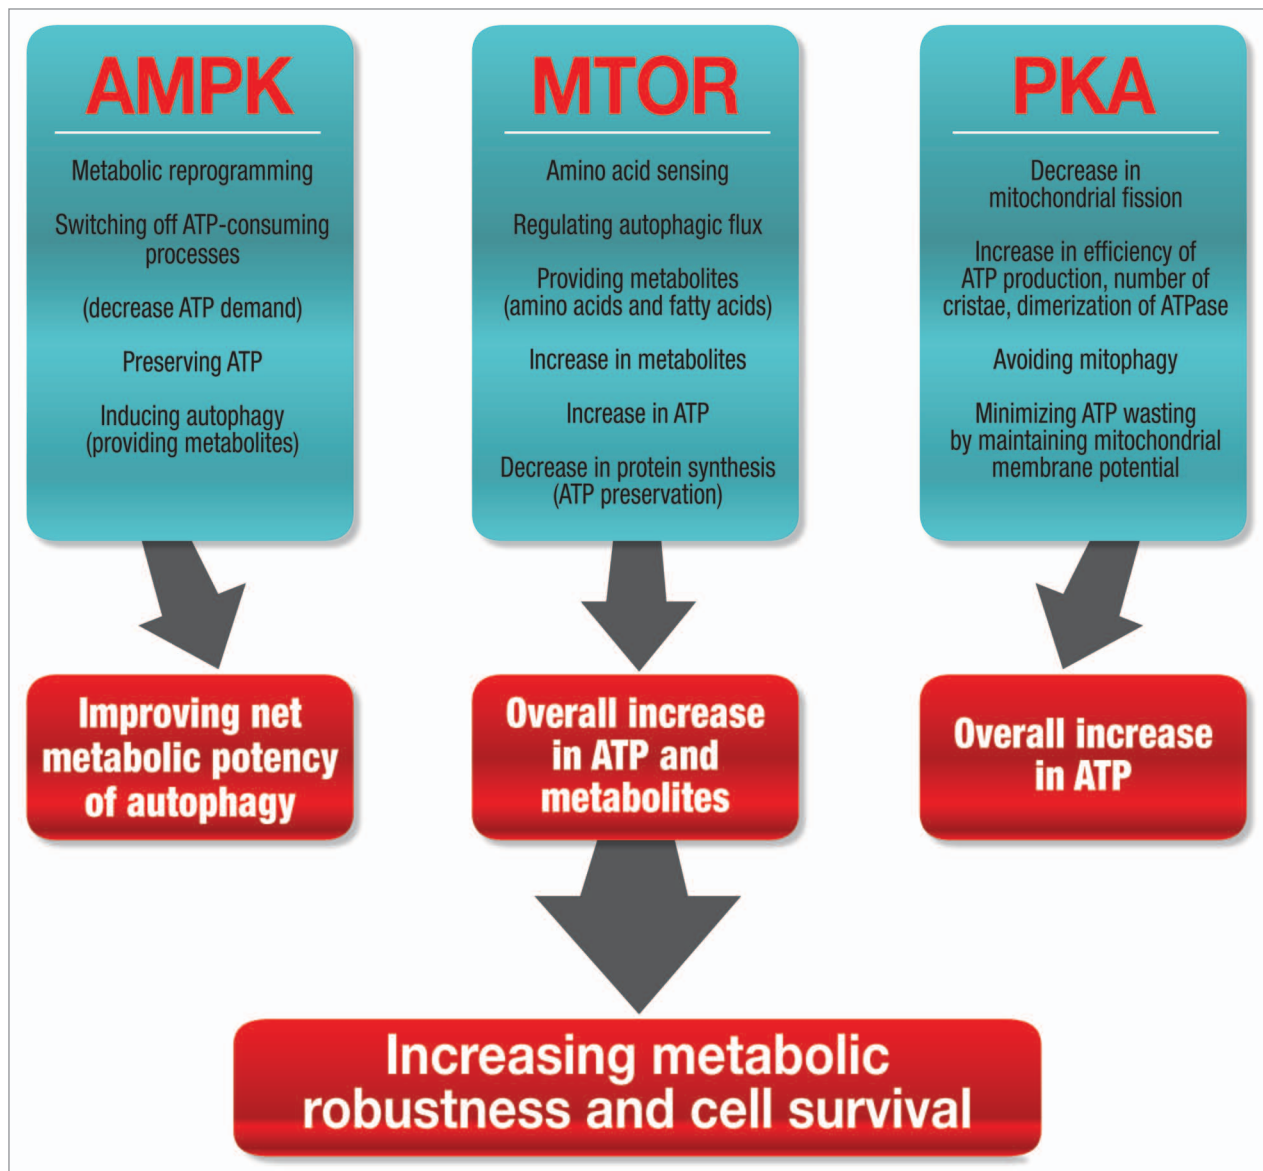 AMPK
Metabolic reprogramming
Switching off ATP-consuming
processes
(decrease ATP demand)
Preserving ATP
Inducing autophagy
(providing metabolites)
MTOR
Amino acid sensing
Regulating autophagic flux
Providing metabolites
(amino acids and fatty acids)
Increase in metabolites
Increase in ATP
Decrease in protein synthesis
(ATP preservation)
PKA
Decrease in
mitochondrial fission
Increase in efficiency of
ATP production, number of
cristae, dimerization of ATPase
Avoiding mitophagy
Minimizing ATP wasting
by maintaining mitochondrial
membrane potential
Improving net
metabolic potency
of autophagy
Overall increase
in ATP and
metabolites
Overall increase
in ATP
Increasing metabolic
robustness and cell survival